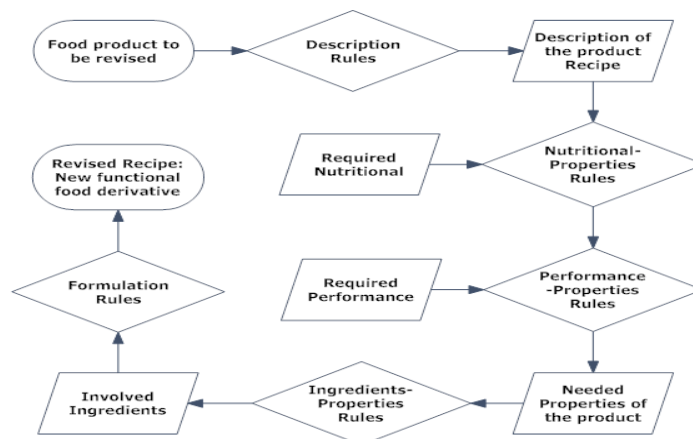 Food product to
be revised
Description
Rules
Description of
the product
Recipe
Revised Recipe:
New functional
food derivative
Required
Nutritional
Nutritional-
Properties
Rules
Formulation
Rules
Required
Performance
Performance
-Properties
Rules
Involved
Ingredients
Ingredients-
Properties
Rules
Needed
Properties of
the product